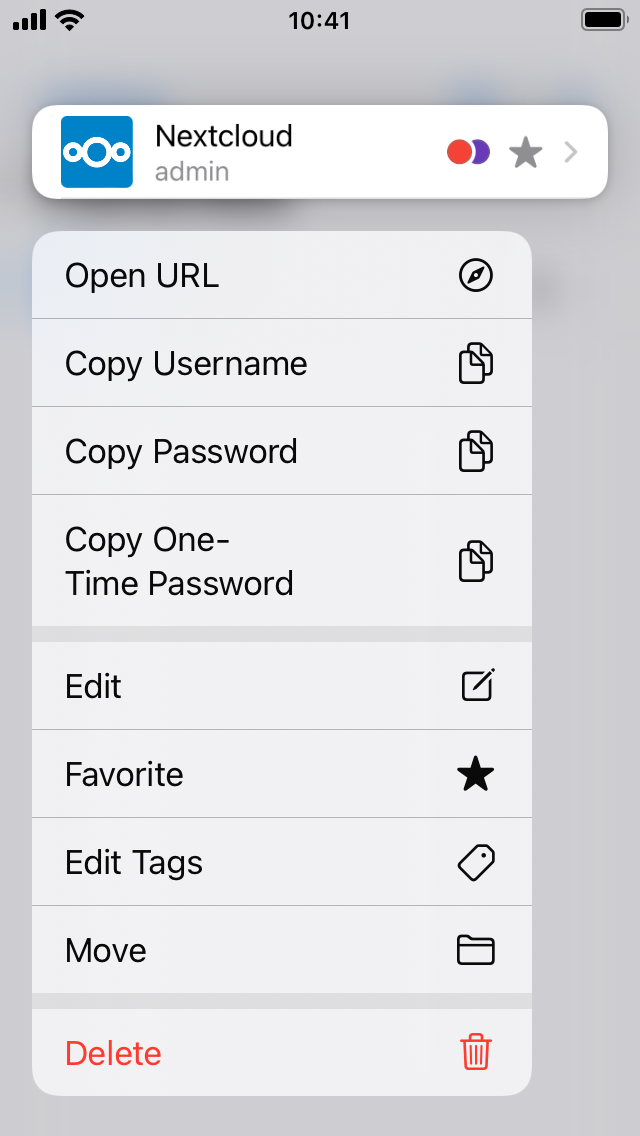 10:41
Nextcloud
admin
Open URL
Copy Username
Copy Password
Copy One-
Time Password
Edit
Favorite
Edit Tags
Move
Delete